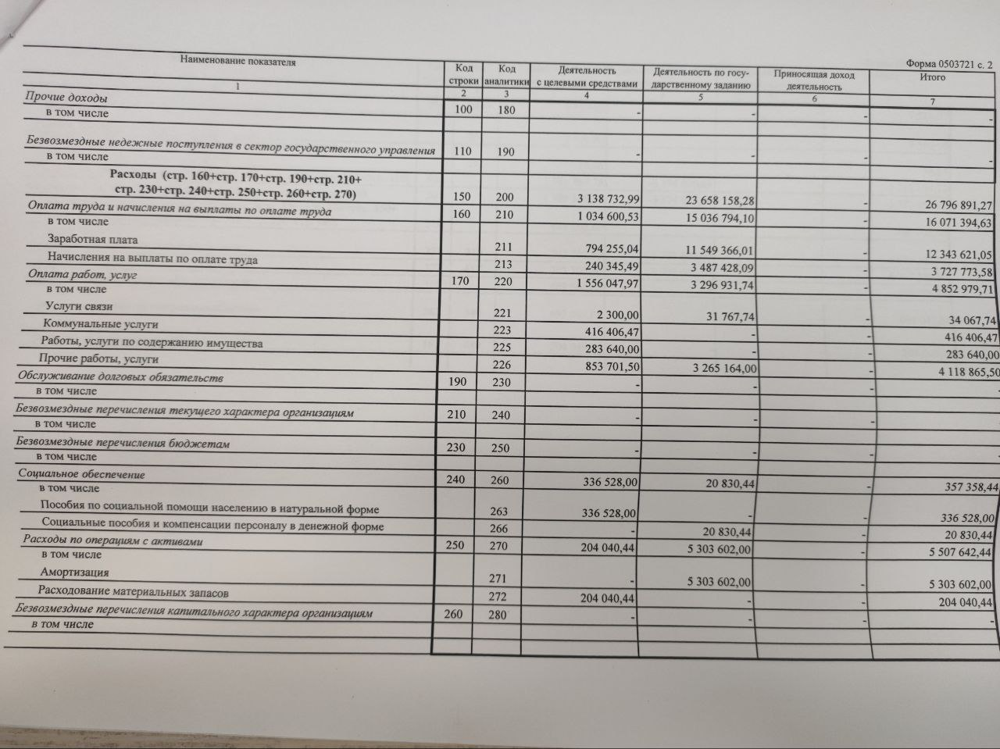 Форма 0503721 с. 2
Наименование показателя | Код строки | Код аналитики | Деятельность с целевыми средствами | Деятельность по госу-дарственному заданию | Приносящая доход деятельность | Итого
1 | 2 | 3 | 4 | 5 | 6 | 7
Прочие доходы | 100 | 180 | - | - | - | -
в том числе
Безвозмездные недежные поступления в сектор государственного управления | 110 | 190 | - | - | - | -
в том числе
Расходы (стр. 160+стр. 170+стр. 190+стр. 210+
стр. 230+стр. 240+стр. 250+стр. 260+стр. 270) | 150 | 200 | 3 138 732,99 | 23 658 158,28 | - | 26 796 891,27
Оплата труда и начисления на выплаты по оплате труда | 160 | 210 | 1 034 600,53 | 15 036 794,10 | - | 16 071 394,63
в том числе
Заработная плата | 211 | 794 255,04 | 11 549 366,01 | - | 12 343 621,05
Начисления на выплаты по оплате труда | 213 | 240 345,49 | 3 487 428,09 | - | 3 727 773,58
Оплата работ, услуг | 170 | 220 | 1 556 047,97 | 3 296 931,74 | - | 4 852 979,71
в том числе
Услуги связи | 221 | 2 300,00 | 31 767,74 | - | 34 067,74
Коммунальные услуги | 223 | 416 406,47 | - | - | 416 406,47
Работы, услуги по содержанию имущества | 225 | 283 640,00 | - | - | 283 640,00
Прочие работы, услуги | 226 | 853 701,50 | 3 265 164,00 | - | 4 118 865,50
Обслуживание долговых обязательств | 190 | 230 | - | - | - | -
в том числе
Безвозмездные перечисления текущего характера организациям | 210 | 240 | - | - | - | -
в том числе
Безвозмездные перечисления бюджетам | 230 | 250 | - | - | - | -
в том числе
Социальное обеспечение | 240 | 260 | 336 528,00 | 20 830,44 | - | 357 358,44
в том числе
Пособия по социальной помощи населению в натуральной форме | 263 | 336 528,00 | - | - | 336 528,00
Социальные пособия и компенсации персоналу в денежной форме | 266 | - | 20 830,44 | - | 20 830,44
Расходы по операциям с активами | 250 | 270 | 204 040,44 | 5 303 602,00 | - | 5 507 642,44
в том числе
Амортизация | 271 | - | 5 303 602,00 | - | 5 303 602,00
Расходование материальных запасов | 272 | 204 040,44 | - | - | 204 040,44
Безвозмездные перечисления капитального характера организациям | 260 | 280 | - | - | - | -
в том числе